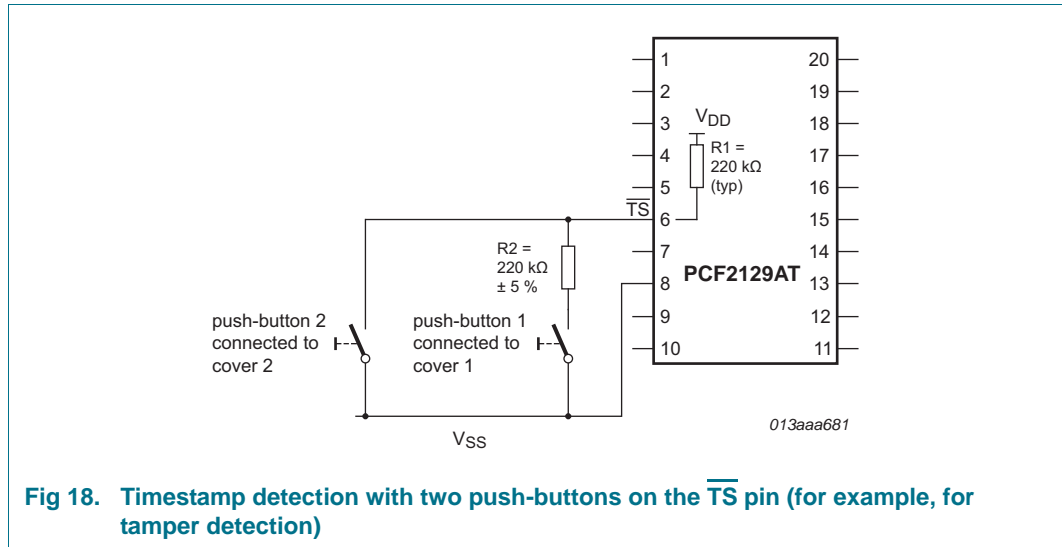 1
2
3
4
5
6
7
8
9
10
20
19
18
17
16
15
14
13
12
11
VDD
R1 =
220 kΩ
(typ)
TS
R2 =
220 kΩ
± 5 %
PCF2129AT
push-button 2
connected to
cover 2
push-button 1
connected to
cover 1
VSS
013aaa681
Fig 18. Timestamp detection with two push-buttons on the TS pin (for example, for
tamper detection)